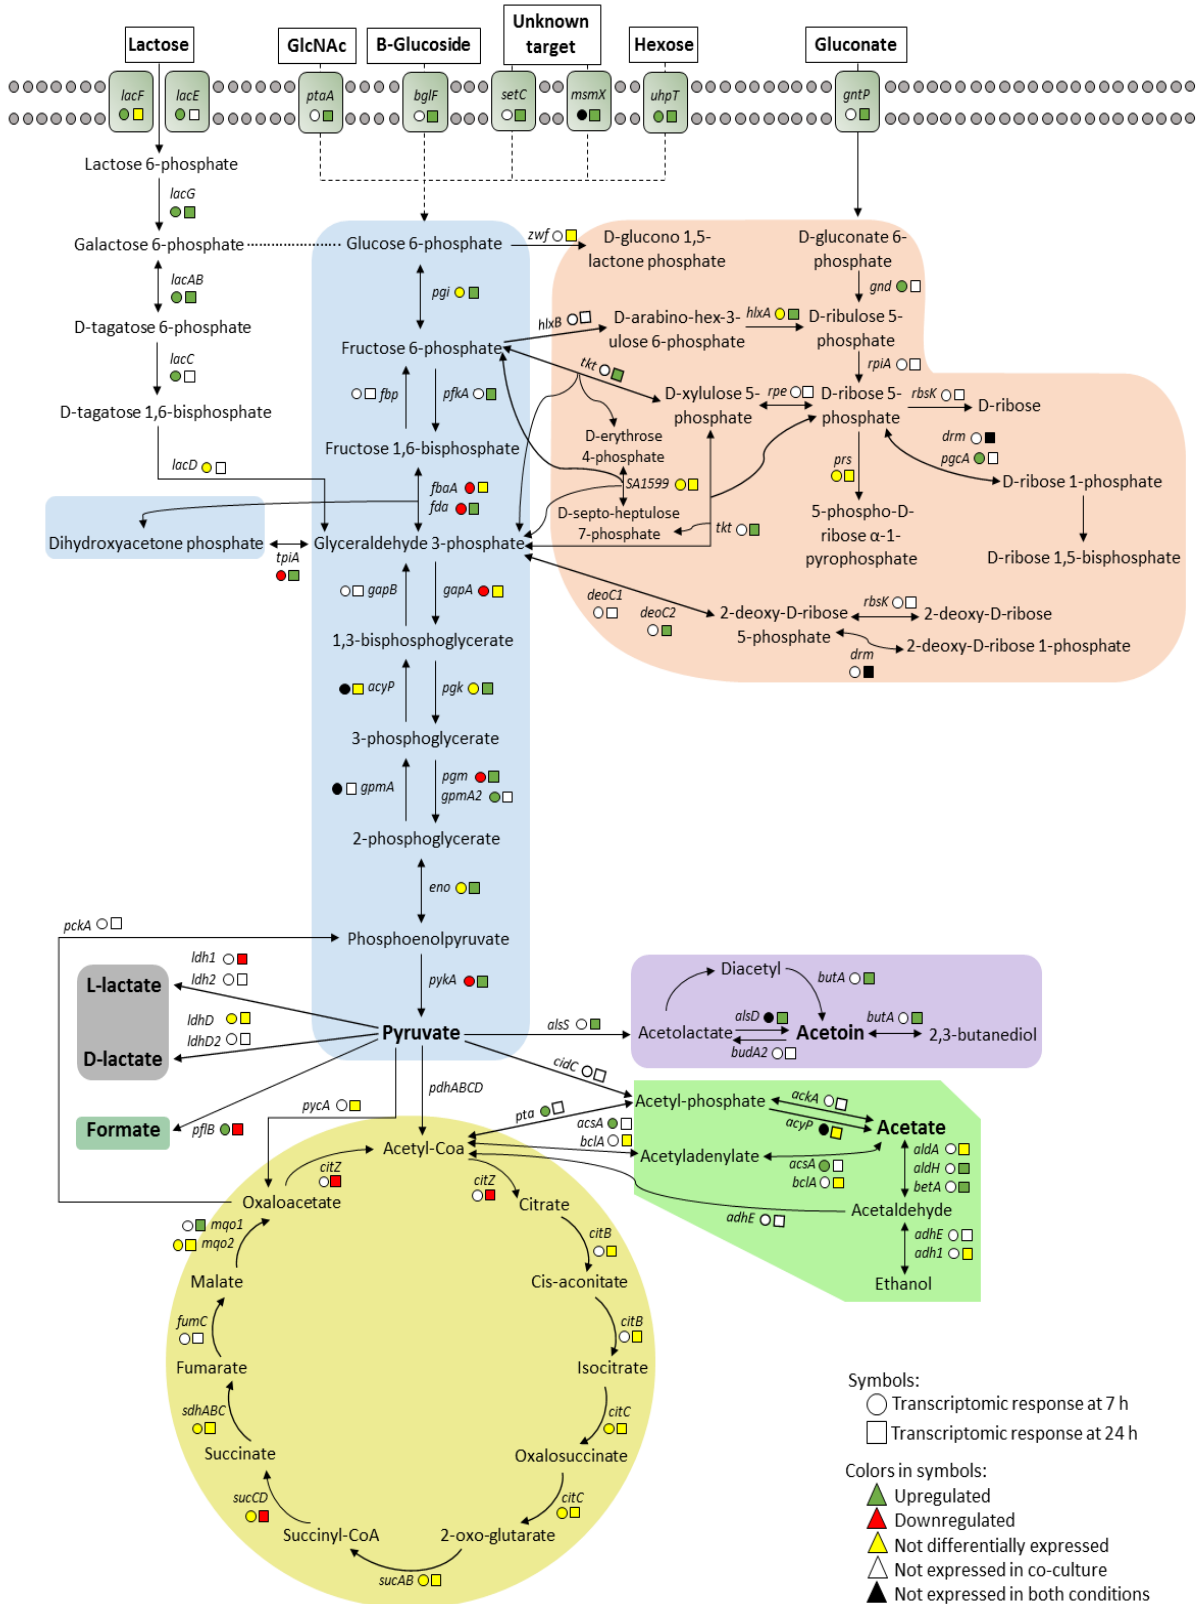 Lactose
GlcNAc
B-Glucoside
Unknown
target
Hexose
Gluconate
lacF
lacE
ptaA
bglF
setC
msmX
uhpT
gntP
Lactose 6-phosphate
lacG
Galactose 6-phosphate
lacAB
D-tagatose 6-phosphate
lacC
D-tagatose 1,6-bisphosphate
lacD
Dihydroxyacetone phosphate
tpiA
Glucose 6-phosphate
pgi
Fructose 6-phosphate
fbp
pfkA
Fructose 1,6-bisphosphate
fbaA
fda
Glyceraldehyde 3-phosphate
gapB
gapA
1,3-bisphosphoglycerate
acyP
pgk
3-phosphoglycerate
gpmA
pgm
gpmA2
2-phosphoglycerate
eno
Phosphoenolpyruvate
pykA
Pyruvate
zwf
D-glucono 1,5-
lactone phosphate
D-gluconate 6-
phosphate
gnd
hlxB
D-arabino-hex-3-
ulose 6-phosphate
hlxA
D-ribulose 5-
phosphate
rpiA
tkt
D-xylulose 5-
phosphate
rpe
D-ribose 5-
phosphate
rbsK
D-ribose
D-erythrose
4-phosphate
SA1599
D-septo-heptulose
7-phosphate
tkt
prs
5-phospho-D-
ribose α-1-
pyrophosphate
drm
pgcA
D-ribose 1-phosphate
D-ribose 1,5-bisphosphate
deoC1
deoC2
2-deoxy-D-ribose
5-phosphate
rbsK
2-deoxy-D-ribose
2-deoxy-D-ribose 1-phosphate
drm
pckA
ldh1
ldh2
L-lactate
ldhD
ldhD2
D-lactate
Formate
pflB
pycA
pdhABCD
alsS
Diacetyl
butA
Acetolactate
alsD
budA2
Acetoin
butA
2,3-butanediol
cidC
pta
Acetyl-phosphate
ackA
acyP
Acetate
acsA
bclA
Acetyladenylate
acsA
bclA
aldA
aldH
betA
Acetaldehyde
adhE
adhE
adh1
Ethanol
Acetyl-Coa
citZ
citZ
Oxaloacetate
Citrate
mqo1
mqo2
citB
Malate
Cis-aconitate
fumC
citB
Fumarate
Isocitrate
sdhABC
citC
Succinate
Oxalosuccinate
sucCD
citC
Succinyl-CoA
2-oxo-glutarate
sucAB
Symbols:
Transcriptomic response at 7 h
Transcriptomic response at 24 h
Colors in symbols:
Upregulated
Downregulated
Not differentially expressed
Not expressed in co-culture
Not expressed in both conditions